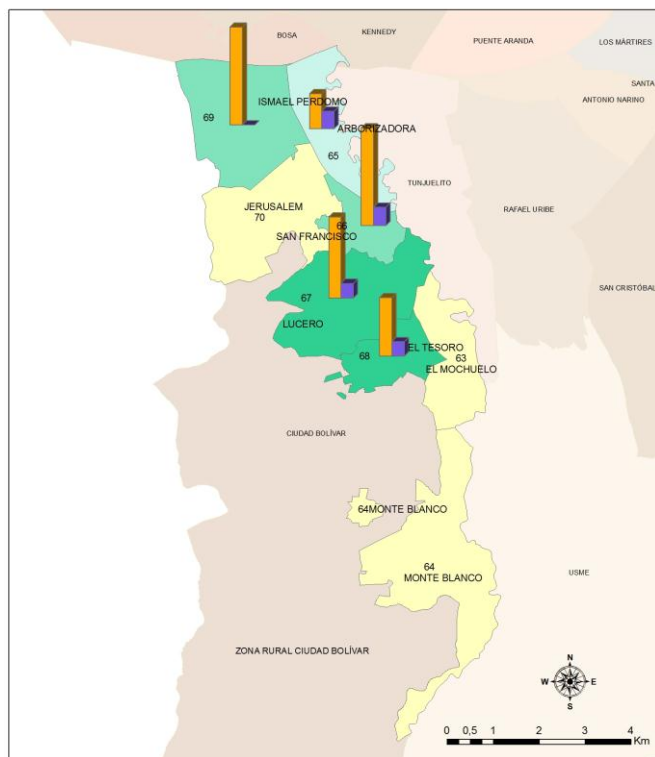 BOSA
KENNEDY
PUENTE ARANDA
LOS MÁRTIRES
SANTA
ANTONIO NARINO
ISMAEL PERDOMO
69
ARBORIZADORA
65
TUNJUELITO
JERUSALEM
70
RAFAEL URIBE
66
SAN FRANCISCO
SAN CRISTÓBAL
67
LUCERO
68
EL TESORO
63
EL MOCHUELO
CIUDAD BOLÍVAR
64MONTE BLANCO
64
MONTE BLANCO
USME
ZONA RURAL CIUDAD BOLÍVAR
N
W E
S
0 0,5 1 2 3 4
Km